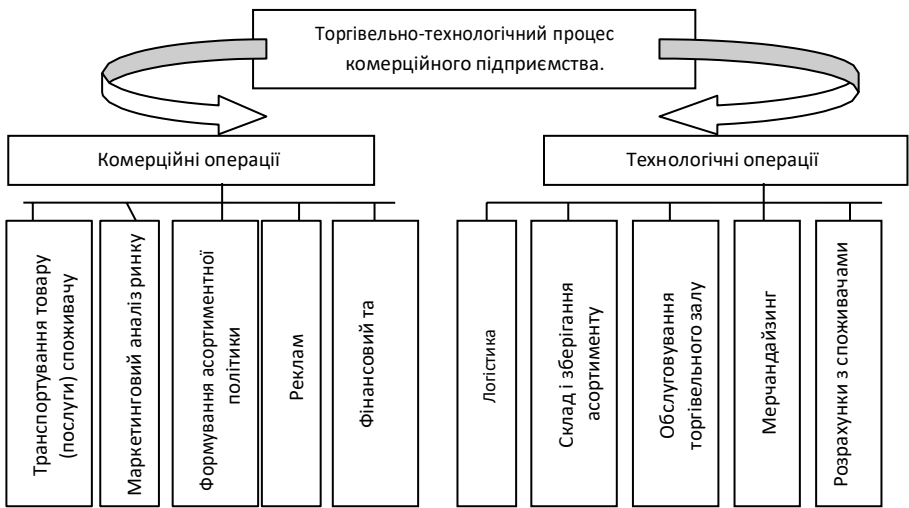 Торгівельно-технологічний процес
комерційного підприємства.
Комерційні операції
Технологічні операції
Транспортування товару
(послуги) споживачу
Маркетинговий аналіз ринку
Формування асортиментної
політики
Реклам
Фінансовий та
Логістика
Склад і зберігання
асортименту
Обслуговування
торгівельного залу
Мерчандайзинг
Розрахунки з споживачами